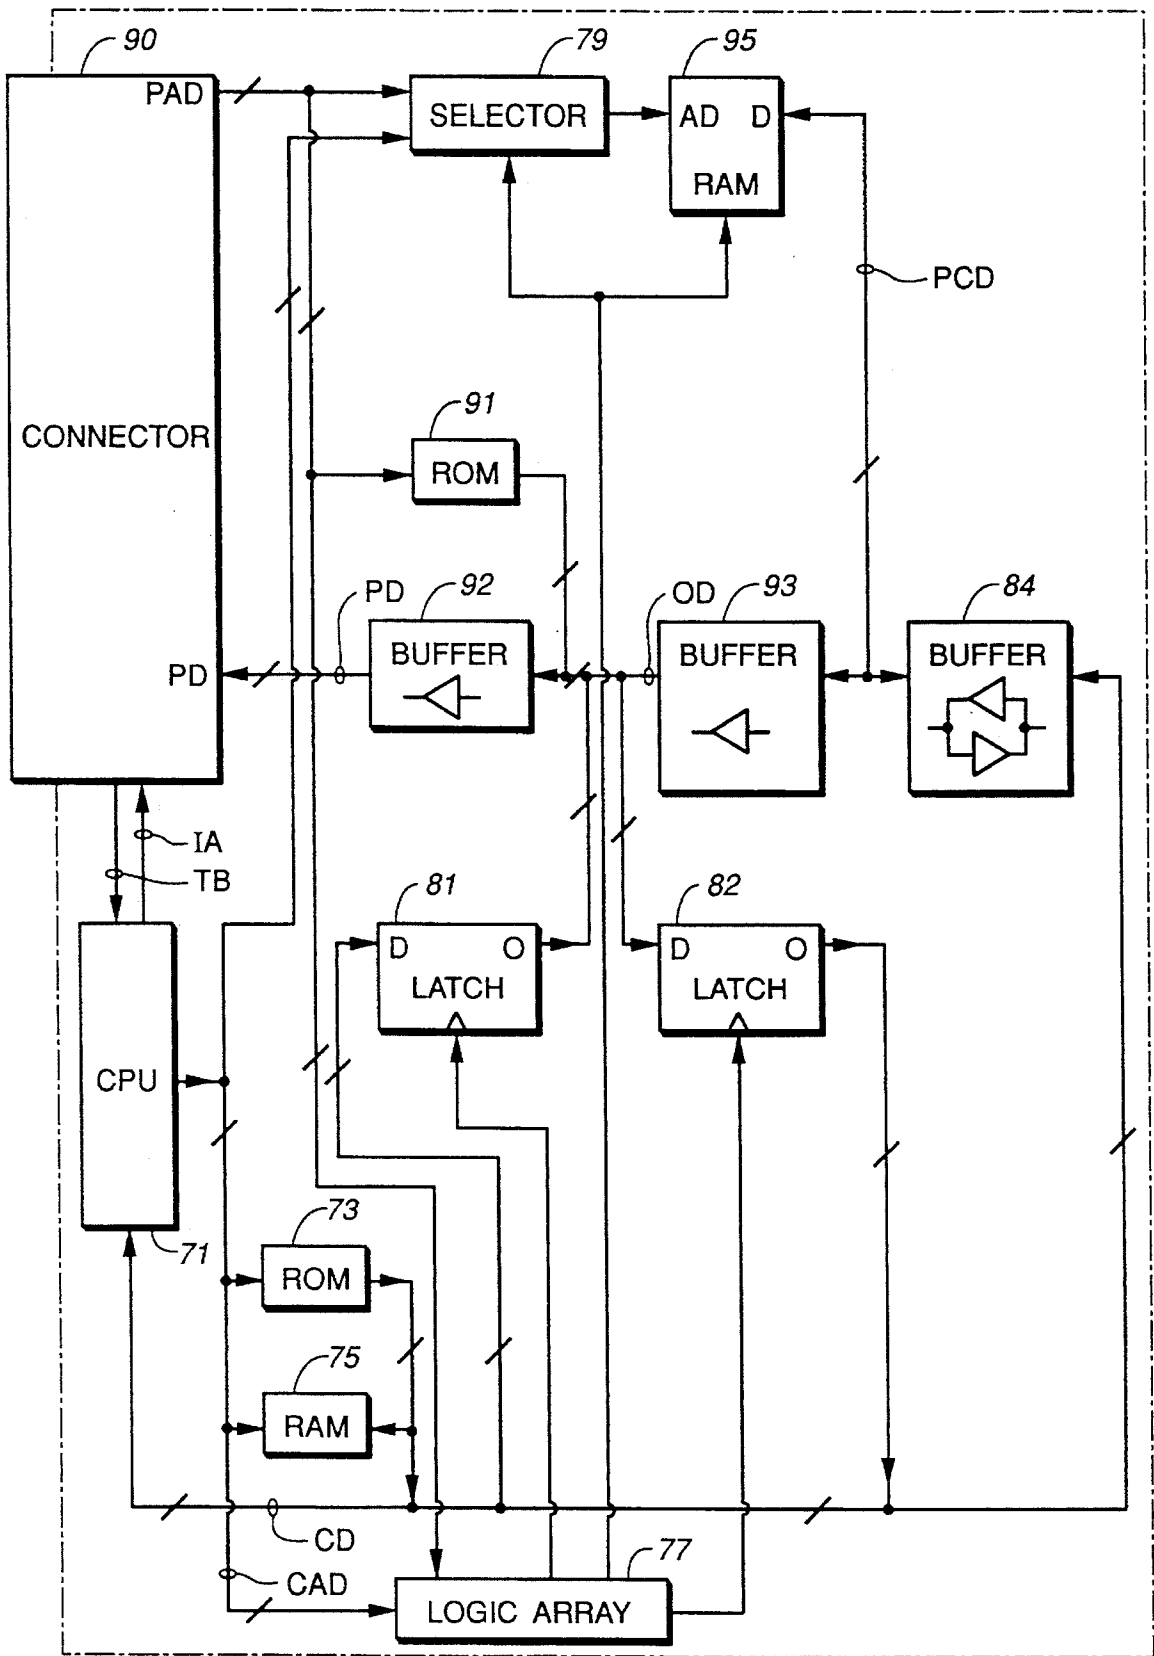 90
79
95
PAD
SELECTOR
AD D
RAM
PCD
91
CONNECTOR
ROM
PD
92
OD
93
84
PD
BUFFER
BUFFER
BUFFER
IA
TB
81
82
D O
LATCH
D O
LATCH
CPU
71
73
ROM
75
RAM
CD
77
CAD
LOGIC ARRAY